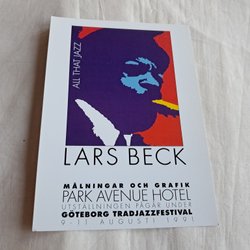 ALL THAT JAZZ
LARS BECK
MÅLNINGAR OCH GRAFIK
PARK AVENUE HOTEL
UTSTÄLLNINGEN PÅGÅR UNDER
GÖTEBORG TRADJAZZFESTIVAL
9-11 AUGUSTI 1991